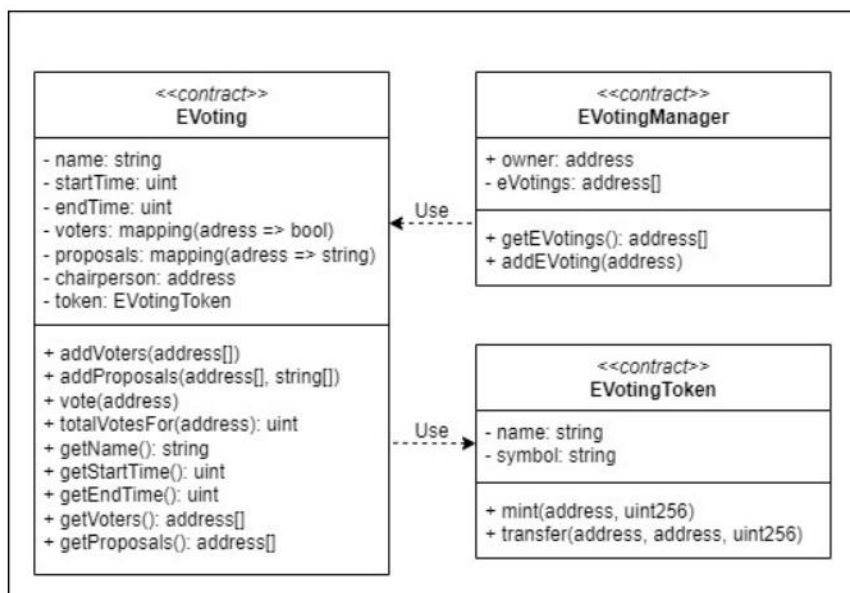 <<contract>>
EVoting
- name: string
- startTime: uint
- endTime: uint
- voters: mapping(adress => bool)
- proposals: mapping(adress => string)
- chairperson: address
- token: EVotingToken
+ addVoters(address[])
+ addProposals(address[], string[])
+ vote(address)
+ totalVotesFor(address): uint
+ getName(): string
+ getStartTime(): uint
+ getEndTime(): uint
+ getVoters(): address[]
+ getProposals(): address[]
Use
<<contract>>
EVotingManager
+ owner: address
- eVotings: address[]
+ getEVotings(): address[]
+ addEVoting(address)
Use
<<contract>>
EVotingToken
- name: string
- symbol: string
+ mint(address, uint256)
+ transfer(address, address, uint256)